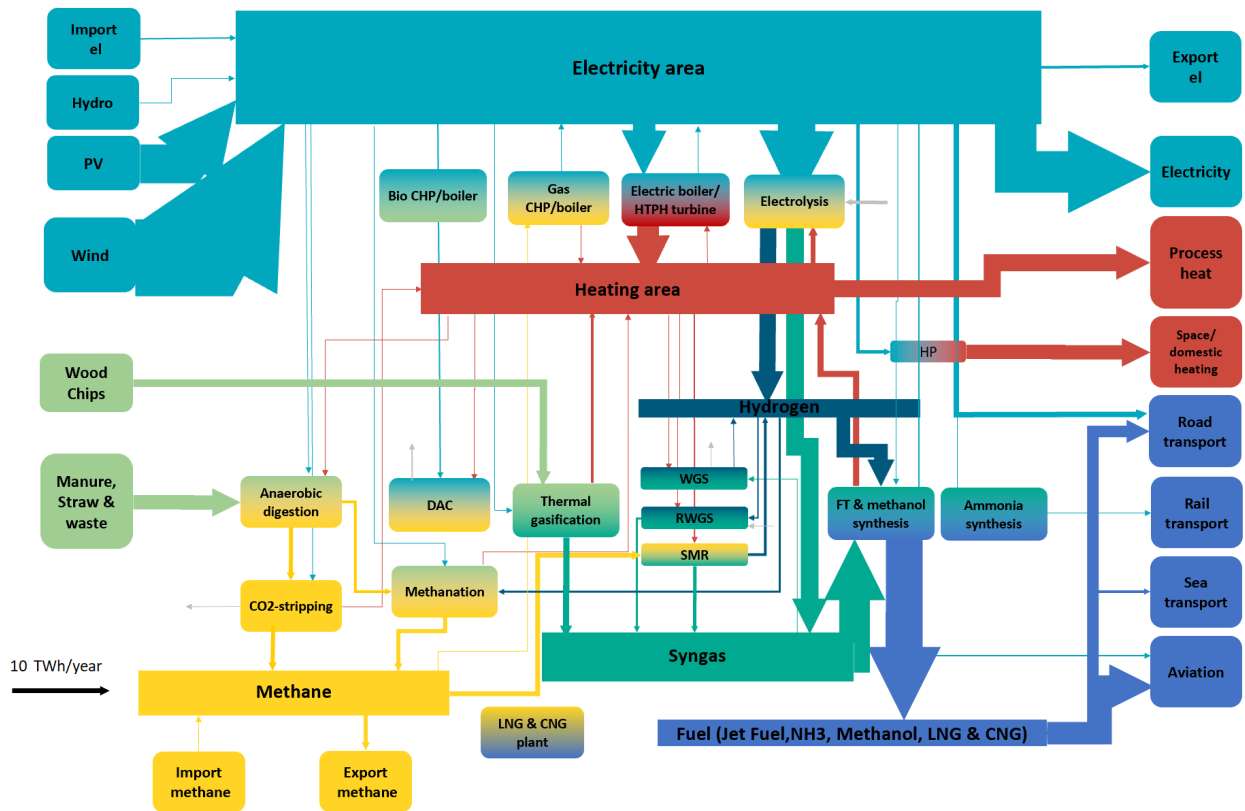 Import
el
Electricity area
Export
el
Hydro
PV
Electricity
Bio CHP/boiler
Gas
CHP/boiler
Electric boiler/
HTPH turbine
Electrolysis
Wind
Process
heat
Heating area
HP
Space/
domestic
heating
Wood
Chips
Hydrogen
Road
transport
Manure,
Straw &
waste
Anaerobic
digestion
DAC
Thermal
gasification
WGS
RWGS
SMR
FT & methanol
synthesis
Ammonia
synthesis
Rail
transport
CO2-stripping
Methanation
Sea
transport
Syngas
10 TWh/year
Methane
Aviation
LNG & CNG
plant
Fuel (Jet Fuel,NH3, Methanol, LNG & CNG)
Import
methane
Export
methane